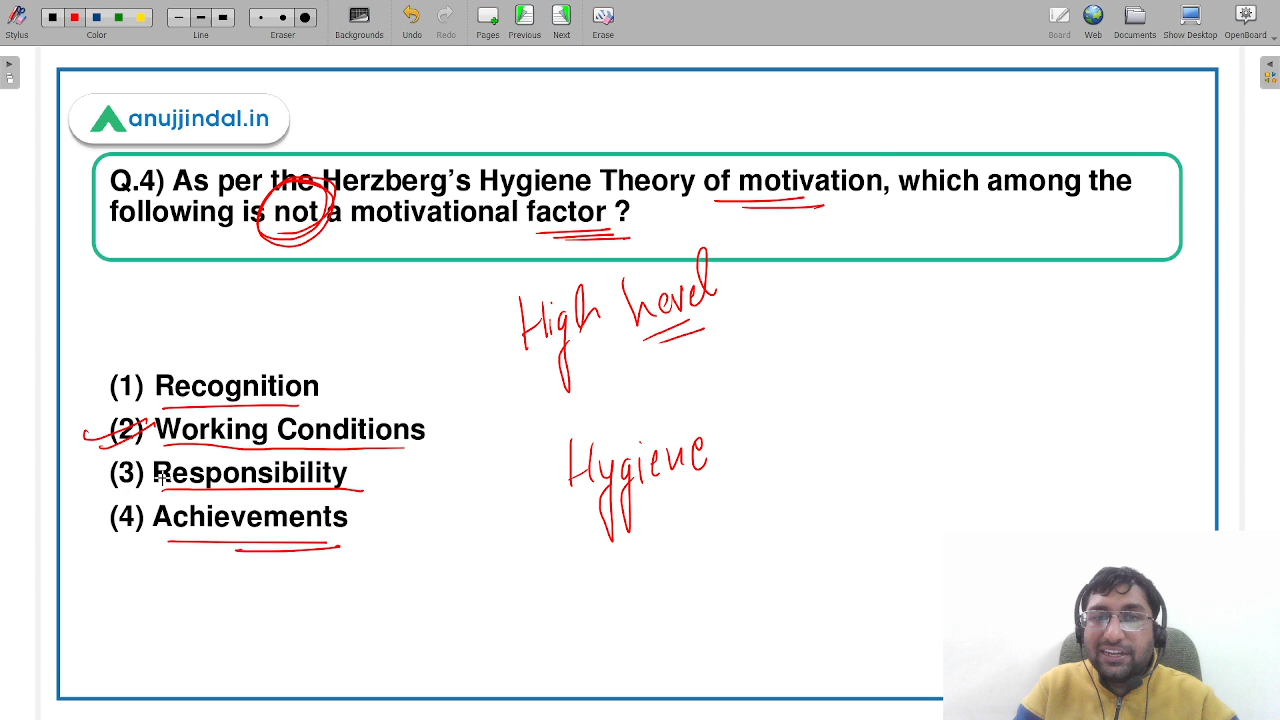 Stylus
Color
Line
Eraser
Backgrounds
Undo
Redo
Pages
Previous
Next
Erase
Board
Web
Documents
Show Desktop
OpenBoard
anujjindal.in
Q.4) As per the Herzberg's Hygiene Theory of motivation, which among the
following is not a motivational factor ?
High level
(1) Recognition
(2) Working Conditions
Hygiene
(3) Responsibility
(4) Achievements